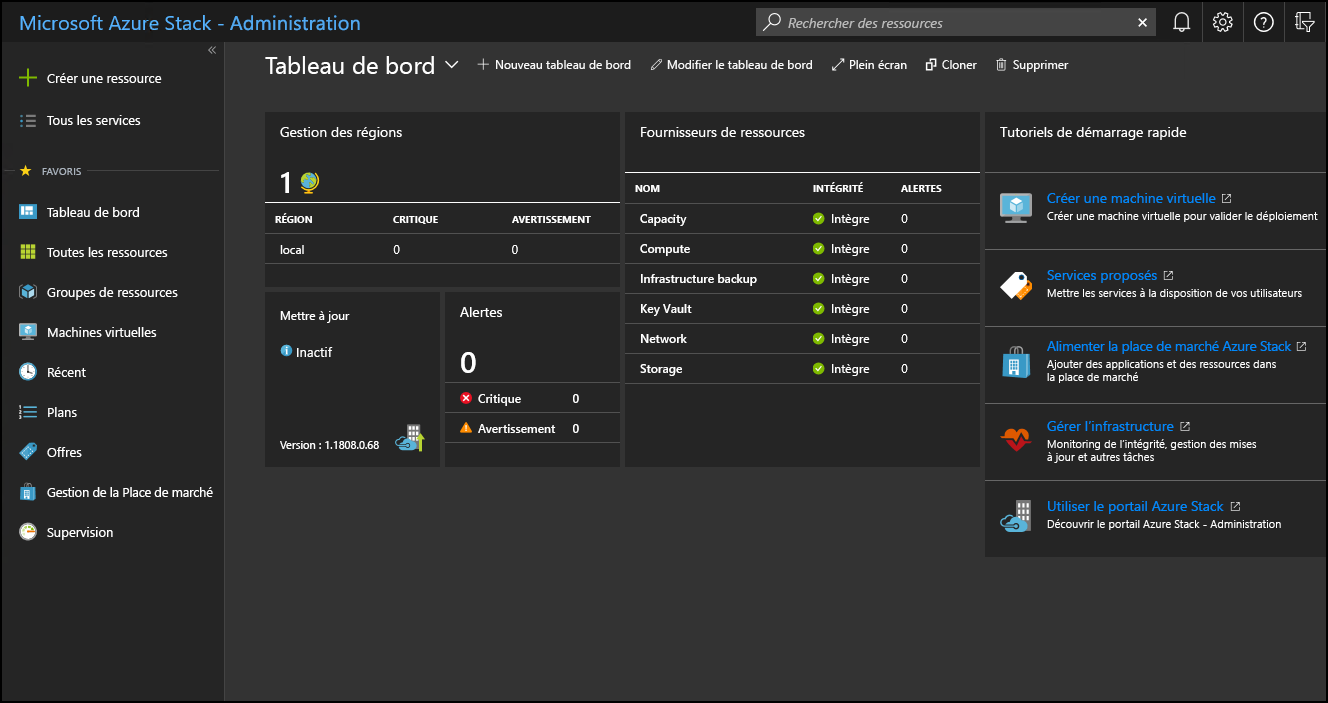 Microsoft Azure Stack - Administration
Rechercher des ressources
Créer une ressource
Tous les services
FAVORIS
Tableau de bord
Toutes les ressources
Groupes de ressources
Machines virtuelles
Récent
Plans
Offres
Gestion de la Place de marché
Supervision
Tableau de bord
Nouveau tableau de bord
Modifier le tableau de bord
Plein écran
Cloner
Supprimer
Gestion des régions
1
RÉGION CRITIQUE AVERTISSEMENT
local 0 0
Mettre à jour
Inactif
Version : 1.1808.0.68
Alertes
0
Critique 0
Avertissement 0
Fournisseurs de ressources
NOM INTÉGRITÉ ALERTES
Capacity Intègre 0
Compute Intègre 0
Infrastructure backup Intègre 0
Key Vault Intègre 0
Network Intègre 0
Storage Intègre 0
Tutoriels de démarrage rapide
Créer une machine virtuelle
Créer une machine virtuelle pour valider le déploiement
Services proposés
Mettre les services à la disposition de vos utilisateurs
Alimenter la place de marché Azure Stack
Ajouter des applications et des ressources dans
la place de marché
Gérer l'infrastructure
Monitoring de l'intégrité, gestion des mises
à jour et autres tâches
Utiliser le portail Azure Stack
Découvrir le portail Azure Stack - Administration